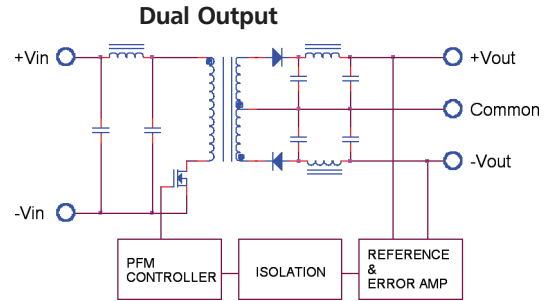 Dual Output
+Vin
+Vout
Common
-Vout
-Vin
PFM
CONTROLLER
ISOLATION
REFERENCE
&
ERROR AMP